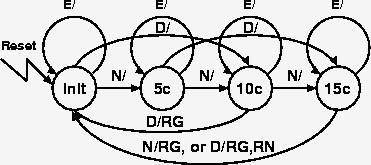 E/ E/ E/ E/
D/ D/
Reset
Init N/ 5c N/ 10c N/ 15c
D/RG
N/RG, or D/RG,RN